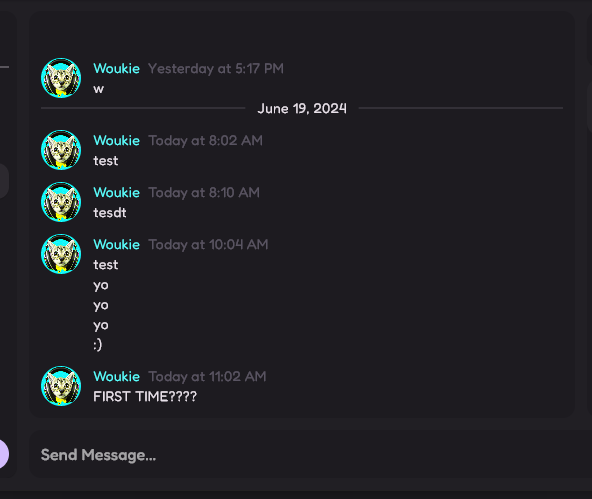 Woukie Yesterday at 5:17 PM
w
June 19, 2024
Woukie Today at 8:02 AM
test
Woukie Today at 8:10 AM
tesdt
Woukie Today at 10:04 AM
test
yo
yo
yo
:)
Woukie Today at 11:02 AM
FIRST TIME????
Send Message...